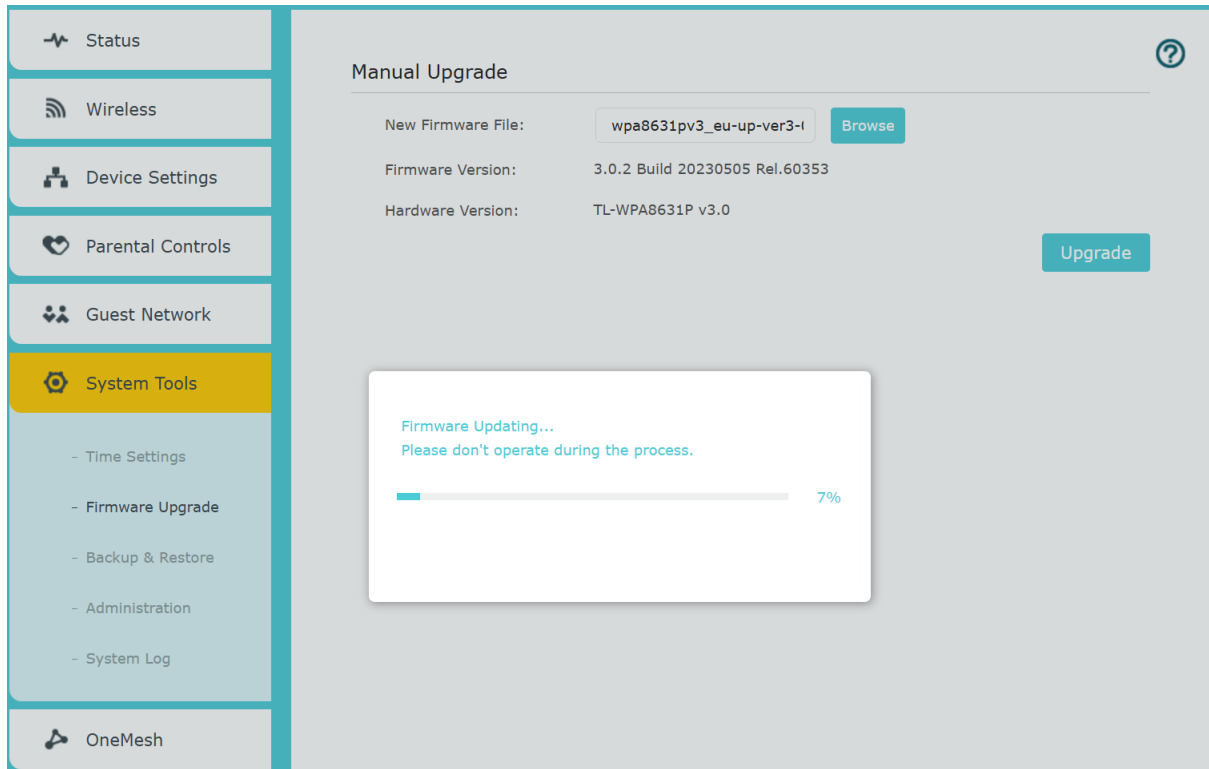 Status
Wireless
Device Settings
Parental Controls
Guest Network
System Tools
- Time Settings
- Firmware Upgrade
- Backup & Restore
- Administration
- System Log
OneMesh
?
Manual Upgrade
New Firmware File: wpa8631pv3_eu-up-ver3- Browse
Firmware Version: 3.0.2 Build 20230505 Rel.60353
Hardware Version: TL-WPA8631P v3.0
Upgrade
Firmware Updating...
Please don't operate during the process.
7%